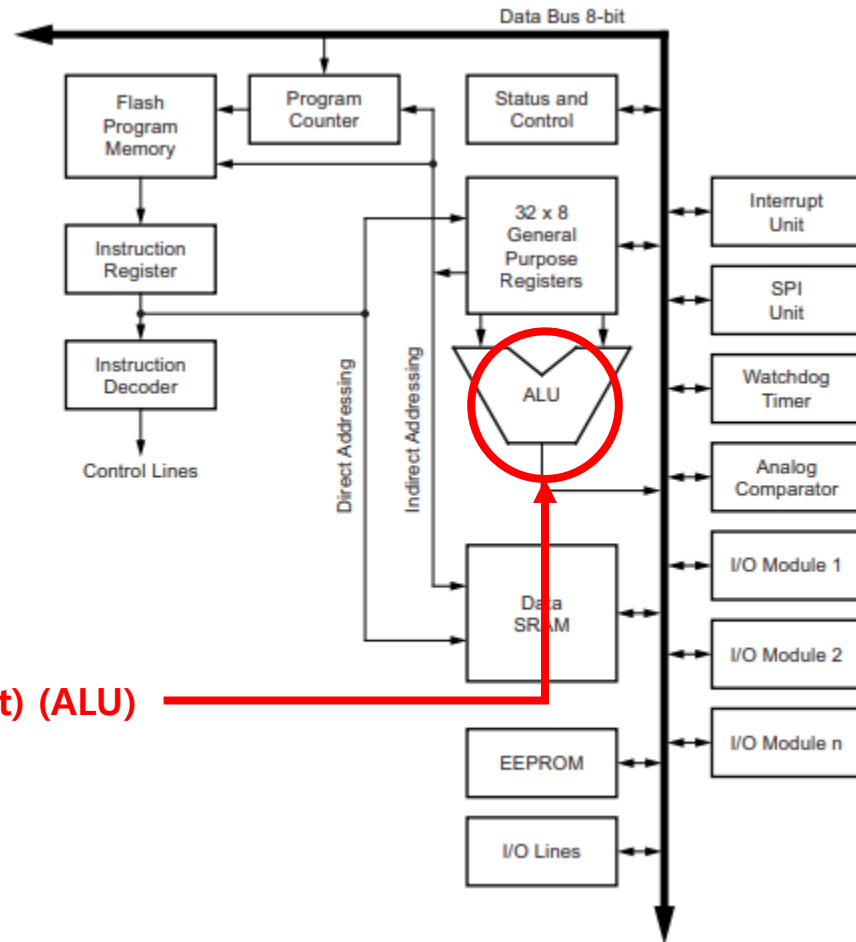 Data Bus 8-bit
Flash
Program
Memory
Program
Counter
Status and
Control
32 x 8
General
Purpose
Registers
Interrupt
Unit
Instruction
Register
SPI
Unit
Instruction
Decoder
Direct Addressing
Indirect Addressing
ALU
Watchdog
Timer
Control Lines
Analog
Comparator
Data
SRAM
I/O Module 1
I/O Module 2
t) (ALU)
I/O Module n
EEPROM
I/O Lines